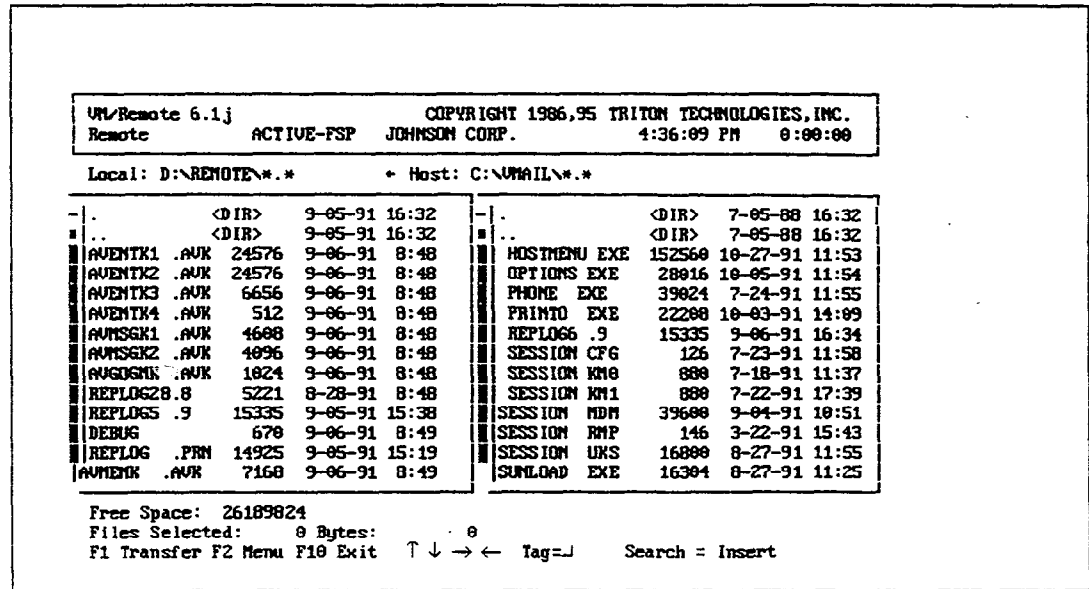 VM/Remote 6.1j COPYRIGHT 1986,95 TRITON TECHNOLOGIES,INC.
Remote ACTIVE-FSP JOHNSON CORP. 4:36:09 PM 0:00:00
Local: D:\REMOTE\*.* ← Host: C:\VMAIL\*.*
. <DIR> 9-05-91 16:32 . <DIR> 7-05-88 16:32
.. <DIR> 9-05-91 16:32 .. <DIR> 7-05-88 16:32
AVENTK1 .AVK 24576 9-06-91 8:48 HOSTMENU EXE 152560 10-27-91 11:53
AVENTK2 .AVK 24576 9-06-91 8:48 OPTIONS EXE 28016 10-05-91 11:54
AVENTK3 .AVK 6656 9-06-91 8:48 PHONE EXE 39024 7-24-91 11:55
AVENTK4 .AVK 512 9-06-91 8:48 PRINTO EXE 22208 10-03-91 14:09
AVMSGK1 .AVK 4608 9-06-91 8:48 REPLOG6 .9 15335 9-06-91 16:34
AVMSGK2 .AVK 4096 9-06-91 8:48 SESSION CFG 126 7-23-91 11:58
.AVK 1024 9-06-91 8:48 SESSION KM0 880 7-18-91 11:37
REPLOG28.8 5221 8-28-91 8:48 SESSION KM1 880 7-22-91 17:39
REPLOG5 .9 15335 9-05-91 15:38 SESSION MDM 39600 9-04-91 10:51
DEBUG 670 9-06-91 8:49 SESSION RMP 146 3-22-91 15:43
REPLOG .PRN 14925 9-05-91 15:19 SESSION UKS 16800 8-27-91 11:55
AVMEMK .AVK 7168 9-06-91 8:49 SUNLOAD EXE 16304 8-27-91 11:25
Free Space: 26189824
Files Selected: 0 Bytes: 0
F1 Transfer F2 Menu F10 Exit ↑ ↓ → ← Tag=┘ Search = Insert